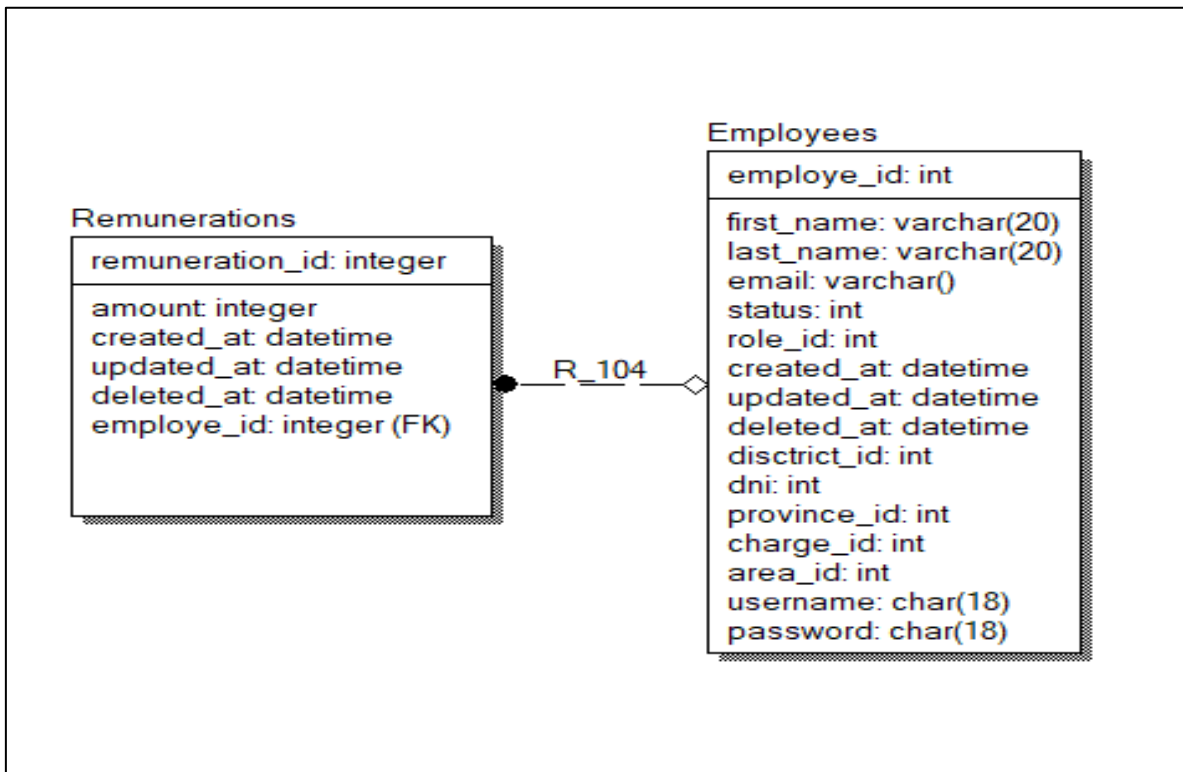 Remunerations
remuneration_id: integer
amount: integer
created_at: datetime
updated_at: datetime
deleted_at: datetime
employe_id: integer (FK)
R_104
Employees
employe_id: int
first_name: varchar(20)
last_name: varchar(20)
email: varchar()
status: int
role_id: int
created_at: datetime
updated_at: datetime
deleted_at: datetime
disctrict_id: int
dni: int
province_id: int
charge_id: int
area_id: int
username: char(18)
password: char(18)